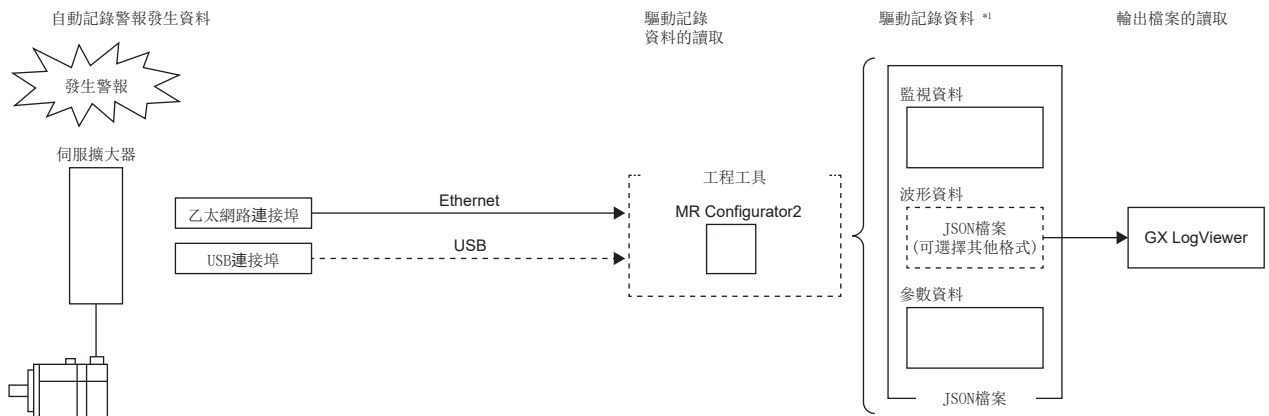 自動記錄警報發生資料
驅動記錄
資料的讀取
驅動記錄資料 *1
輸出檔案的讀取
發生警報
伺服擴大器
乙太網路連接埠
Ethernet
USB連接埠
USB
工程工具
MR Configurator2
監視資料
波形資料
JSON檔案
(可選擇其他格式)
參數資料
JSON檔案
GX LogViewer